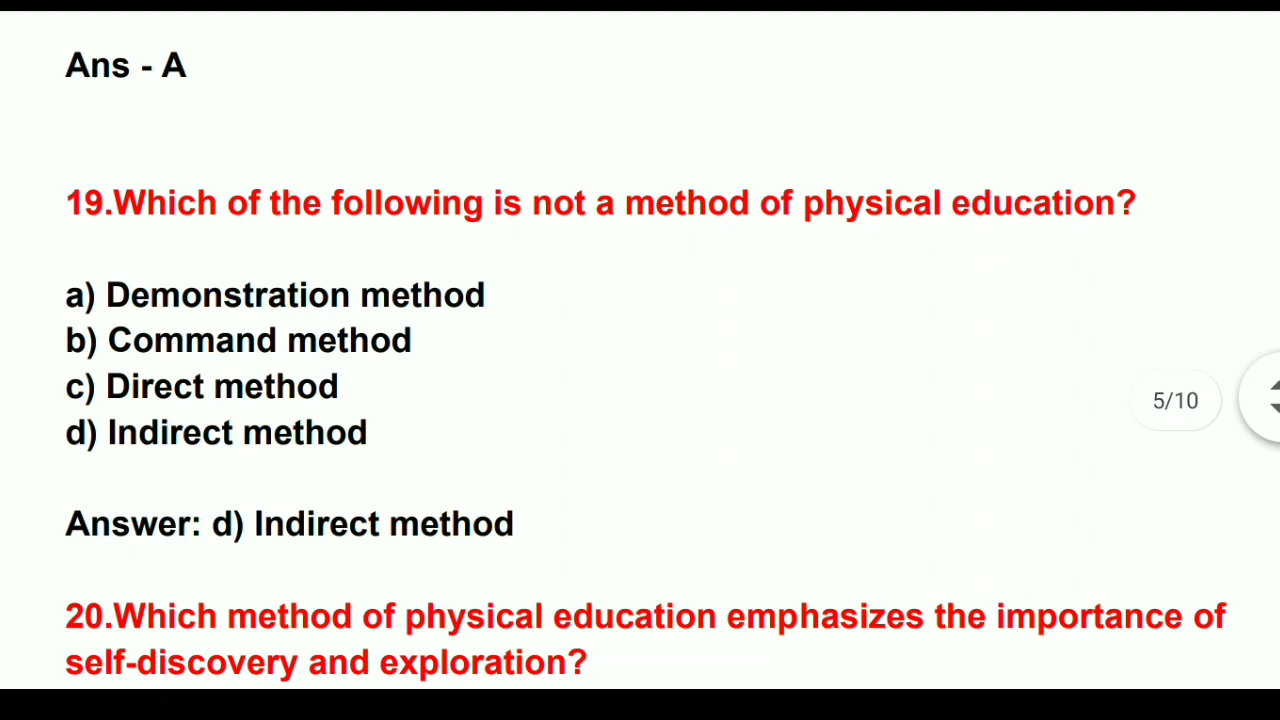 Ans - A
19.Which of the following is not a method of physical education?
a) Demonstration method
b) Command method
c) Direct method
d) Indirect method
5/10
Answer: d) Indirect method
20.Which method of physical education emphasizes the importance of
self-discovery and exploration?